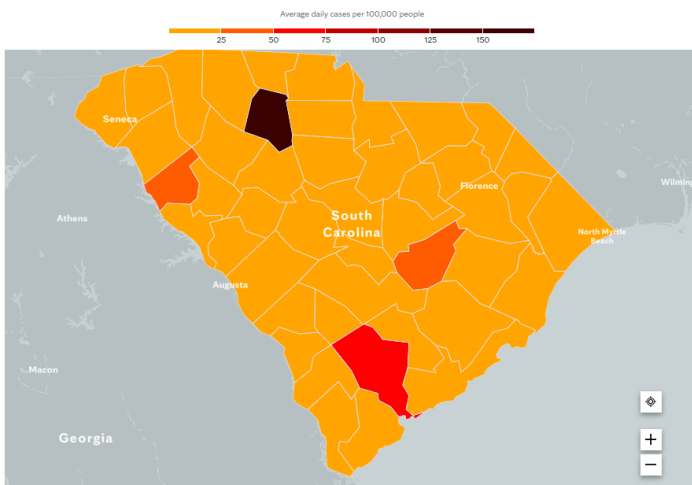 Average daily cases per 100,000 people
25 50 75 100 125 150
Seneca
Florence
Wilming
South
Carolina
Athens
North Myrtle
Beach
Augusta
Macon
Georgia
+
−